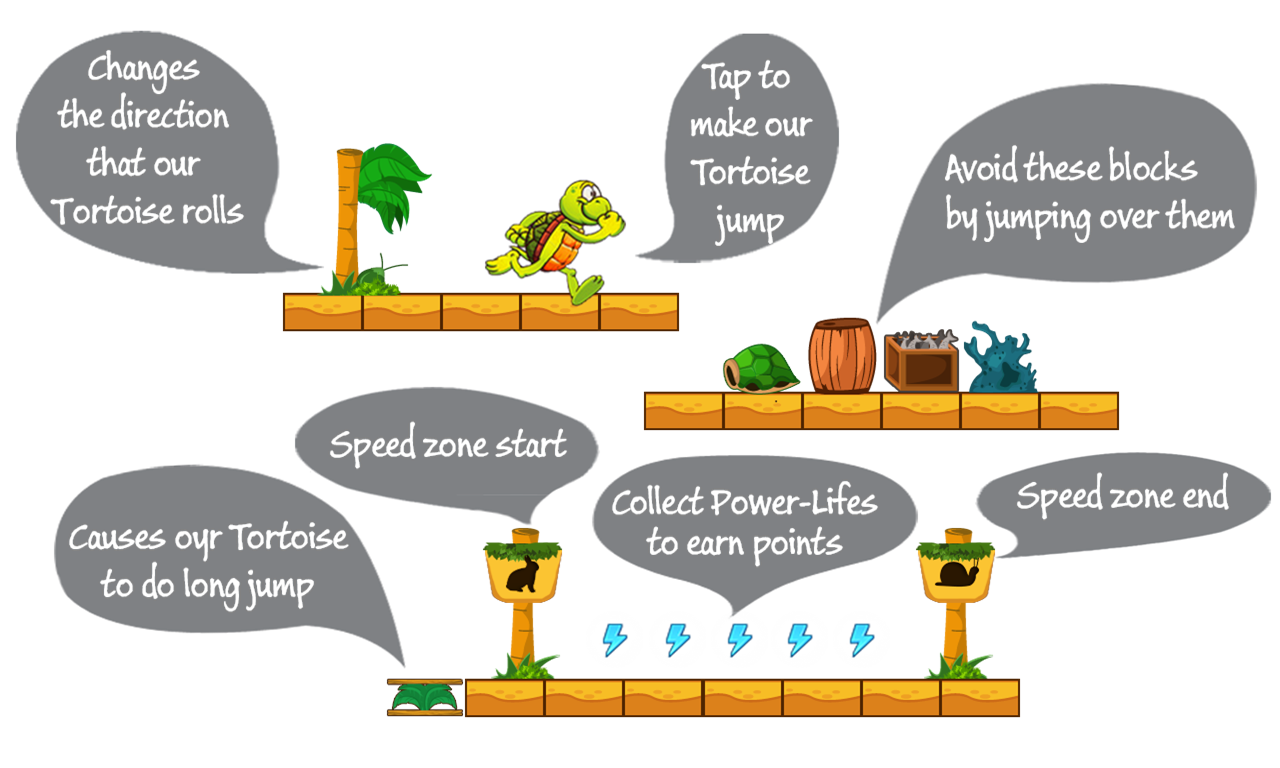 Changes
the direction
that our
Tortoise rolls
Tap to
make our
Tortoise
jump
Avoid these blocks
by jumping over them
Speed zone start
Causes oyr Tortoise
to do long jump
Collect Power-Lifes
to earn points
Speed zone end